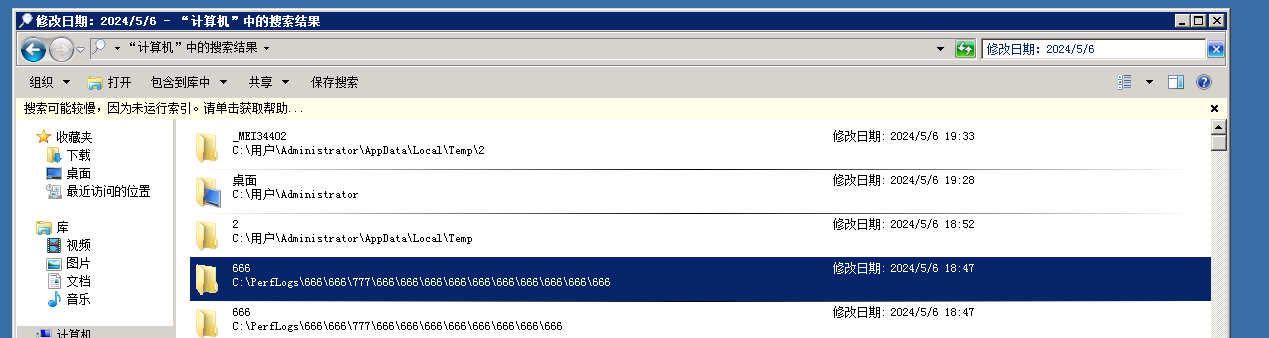 修改日期: 2024/5/6 - “计算机”中的搜索结果
“计算机”中的搜索结果
修改日期: 2024/5/6
组织 打开 包含到库中 共享 保存搜索
搜索可能较慢，因为未运行索引。请单击获取帮助...
收藏夹
下载
桌面
最近访问的位置
库
视频
图片
文档
音乐
计算机
_MEI34402 修改日期: 2024/5/6 19:33
C:\用户\Administrator\AppData\Local\Temp\2
桌面 修改日期: 2024/5/6 19:28
C:\用户\Administrator
2 修改日期: 2024/5/6 18:52
C:\用户\Administrator\AppData\Local\Temp
666 修改日期: 2024/5/6 18:47
C:\PerfLogs\666\666\777\666\666\666\666\666\666\666\666\666\666
666 修改日期: 2024/5/6 18:47
C:\PerfLogs\666\666\777\666\666\666\666\666\666\666\666